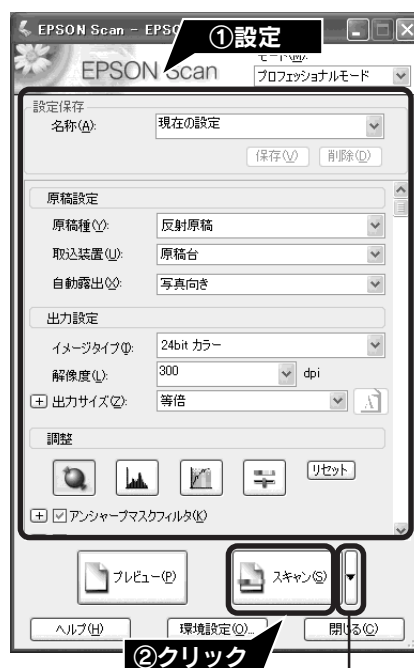 EPSON Scan - EPSO
①設定
EPSON Scan
モード(M):
プロフェッショナルモード
設定保存
名称(A):
現在の設定
保存(V)
削除(D)
原稿設定
原稿種(Y):
反射原稿
取込装置(U):
原稿台
自動露出(X):
写真向き
出力設定
イメージタイプ(I):
24bit カラー
解像度(L):
300
dpi
出力サイズ(Z):
等倍
調整
リセット
アンシャープマスクフィルタ(K)
プレビュー(P)
スキャン(S)
ヘルプ(H)
環境設定(O)...
閉じる(C)
②クリック